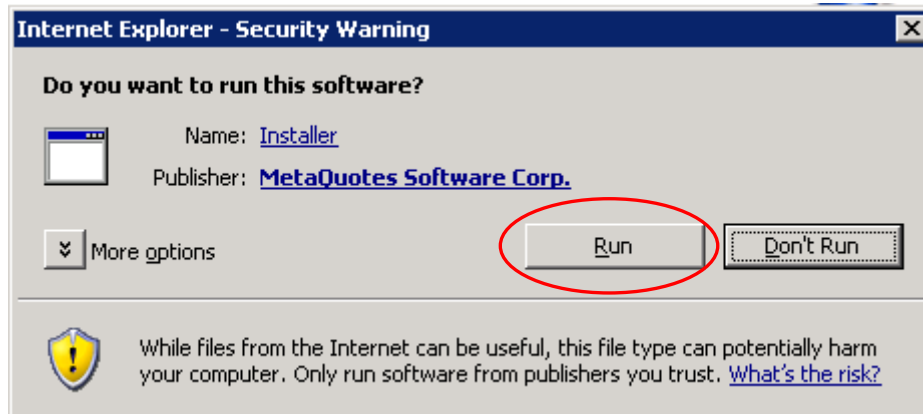 Internet Explorer - Security Warning
Do you want to run this software?
Name: Installer
Publisher: MetaQuotes Software Corp.
More options
Run
Don't Run
While files from the Internet can be useful, this file type can potentially harm
your computer. Only run software from publishers you trust. What's the risk?